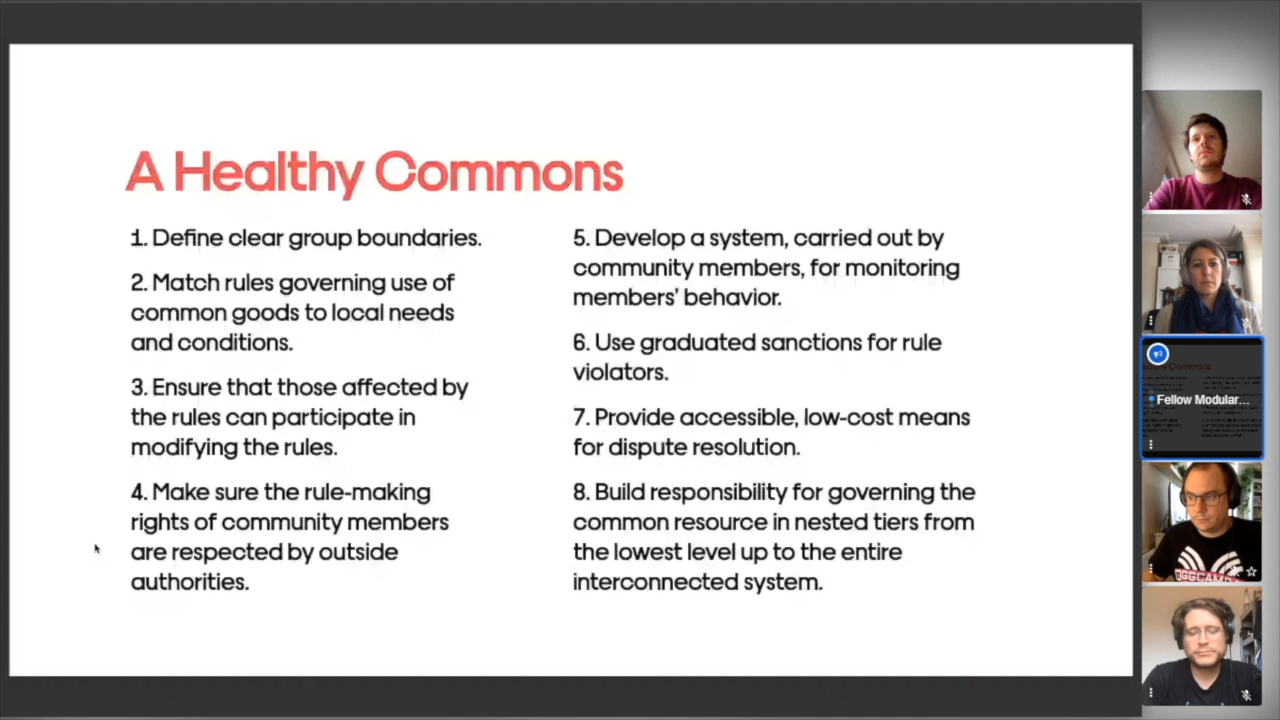 A Healthy Commons
1. Define clear group boundaries.
2. Match rules governing use of
common goods to local needs
and conditions.
3. Ensure that those affected by
the rules can participate in
modifying the rules.
4. Make sure the rule-making
rights of community members
are respected by outside
authorities.
5. Develop a system, carried out by
community members, for monitoring
members’ behavior.
6. Use graduated sanctions for rule
violators.
7. Provide accessible, low-cost means
for dispute resolution.
8. Build responsibility for governing the
common resource in nested tiers from
the lowest level up to the entire
interconnected system.
Fellow Modular...
OGGCAMP